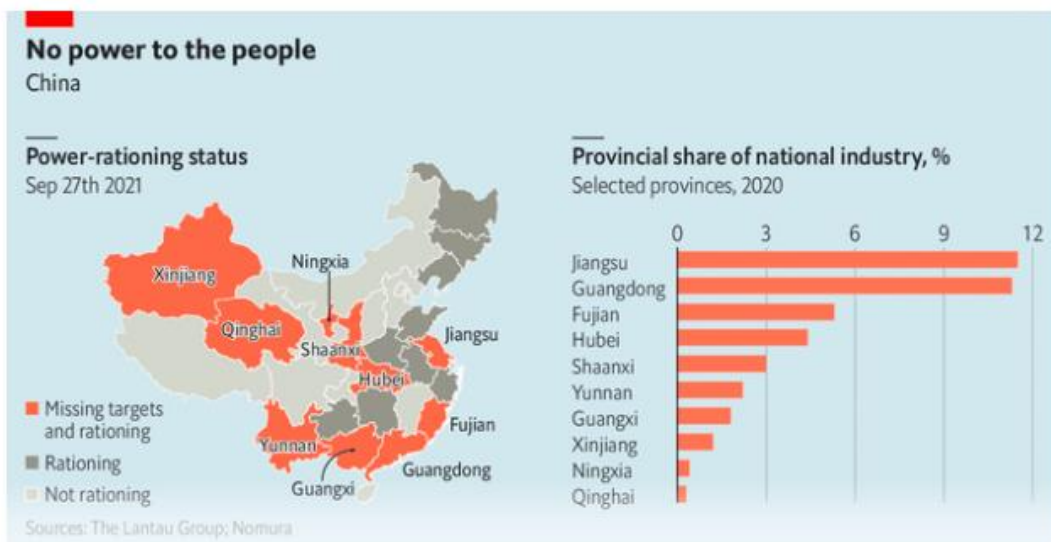 No power to the people
China
Power-rationing status
Sep 27th 2021
Xinjiang
Ningxia
Qinghai
Shaanxi
Jiangsu
Hubei
Fujian
Yunnan
Guangdong
Guangxi
Missing targets
and rationing
Rationing
Not rationing
Provincial share of national industry, %
Selected provinces, 2020
0 3 6 9 12
Jiangsu
Guangdong
Fujian
Hubei
Shaanxi
Yunnan
Guangxi
Xinjiang
Ningxia
Qinghai
Sources: The Lantau Group; Nomura